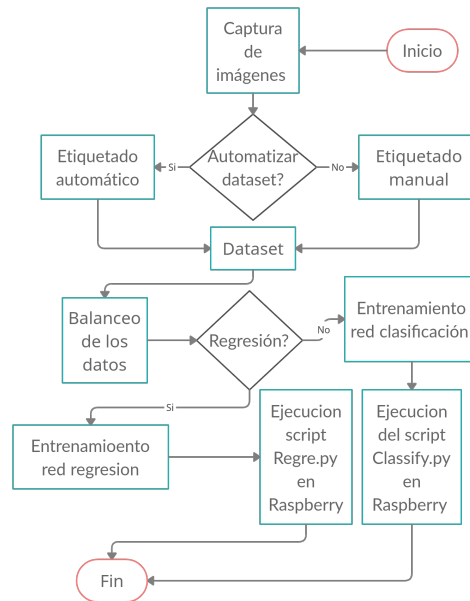 Captura
de
imágenes
Inicio
Automatizar
dataset?
Si
No
Etiquetado
automático
Etiquetado
manual
Dataset
Balanceo
de los
datos
Regresión?
No
Entrenamiento
red clasificación
Si
Entrenamioento
red regresion
Ejecucion
script
Regre.py
en
Raspberry
Ejecucion
del script
Classify.py
en
Raspberry
Fin